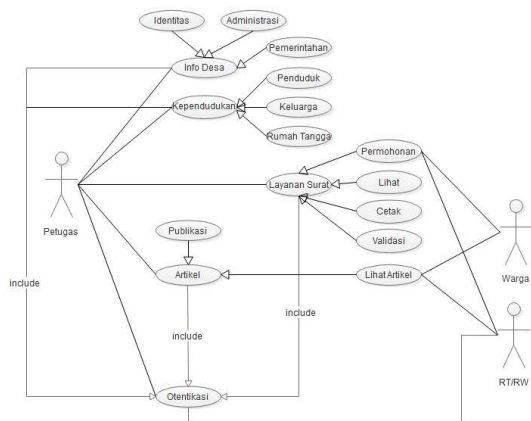 Identitas
Administrasi
Pemerintahan
Info Desa
Penduduk
Kependudukan
Keluarga
Rumah Tangga
Permohonan
Layanan Surat
Lihat
Petugas
Cetak
Publikasi
Validasi
Artikel
Lihat Artikel
Warga
include
include
include
RT/RW
Otentikasi